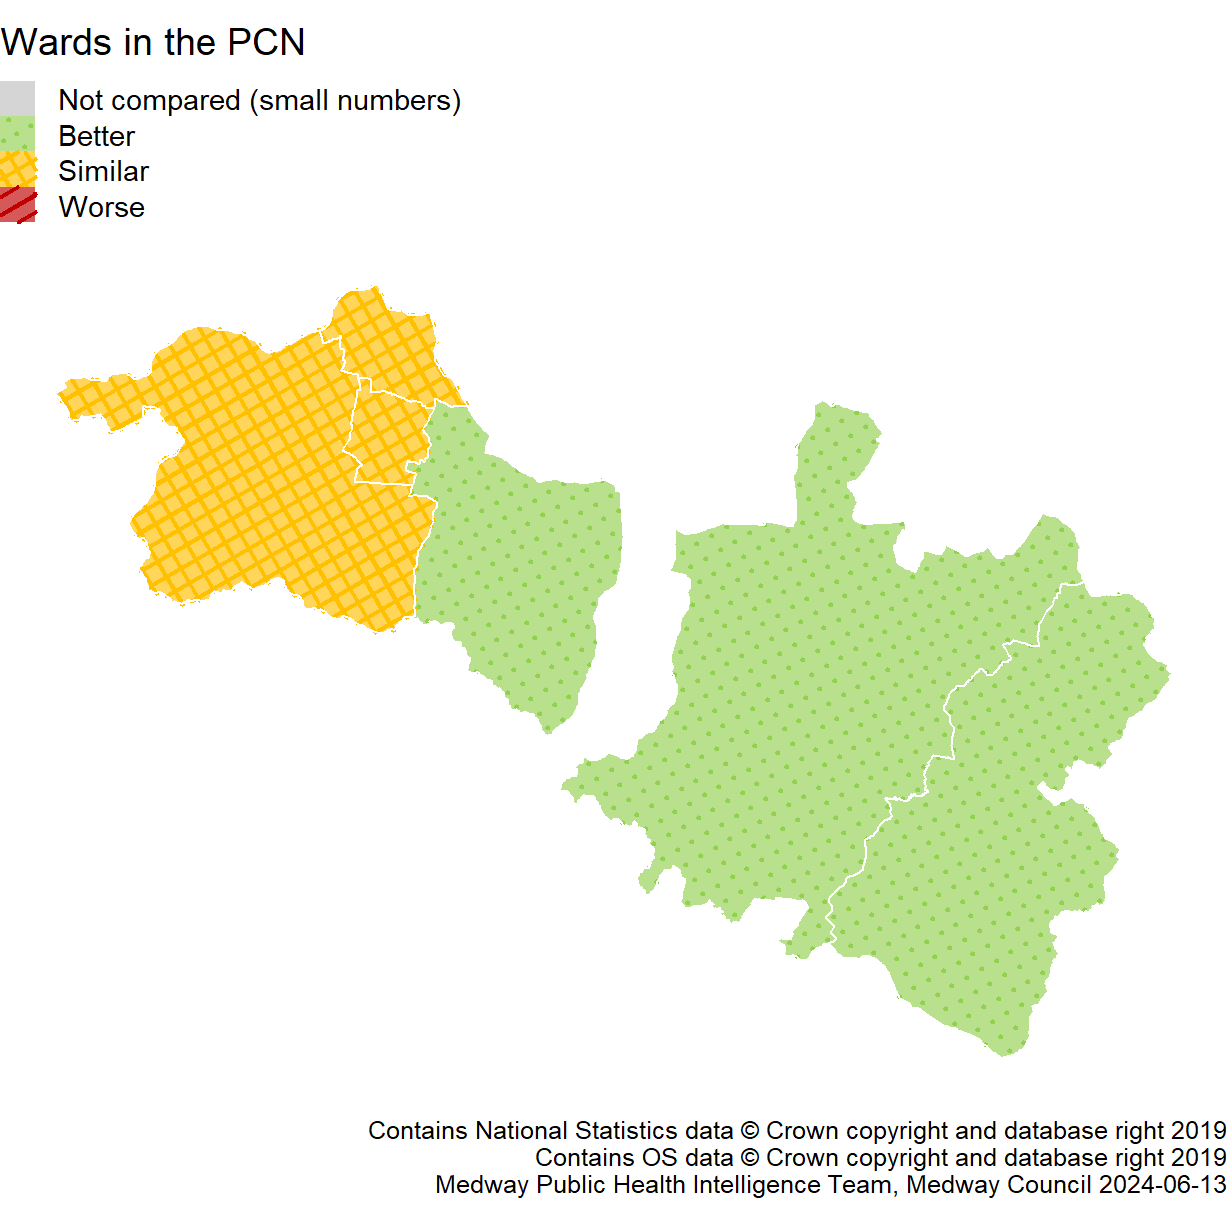 Wards in the PCN
Not compared (small numbers)
Better
Similar
Worse
Contains National Statistics data © Crown copyright and database right 2019
Contains OS data © Crown copyright and database right 2019
Medway Public Health Intelligence Team, Medway Council 2024-06-13